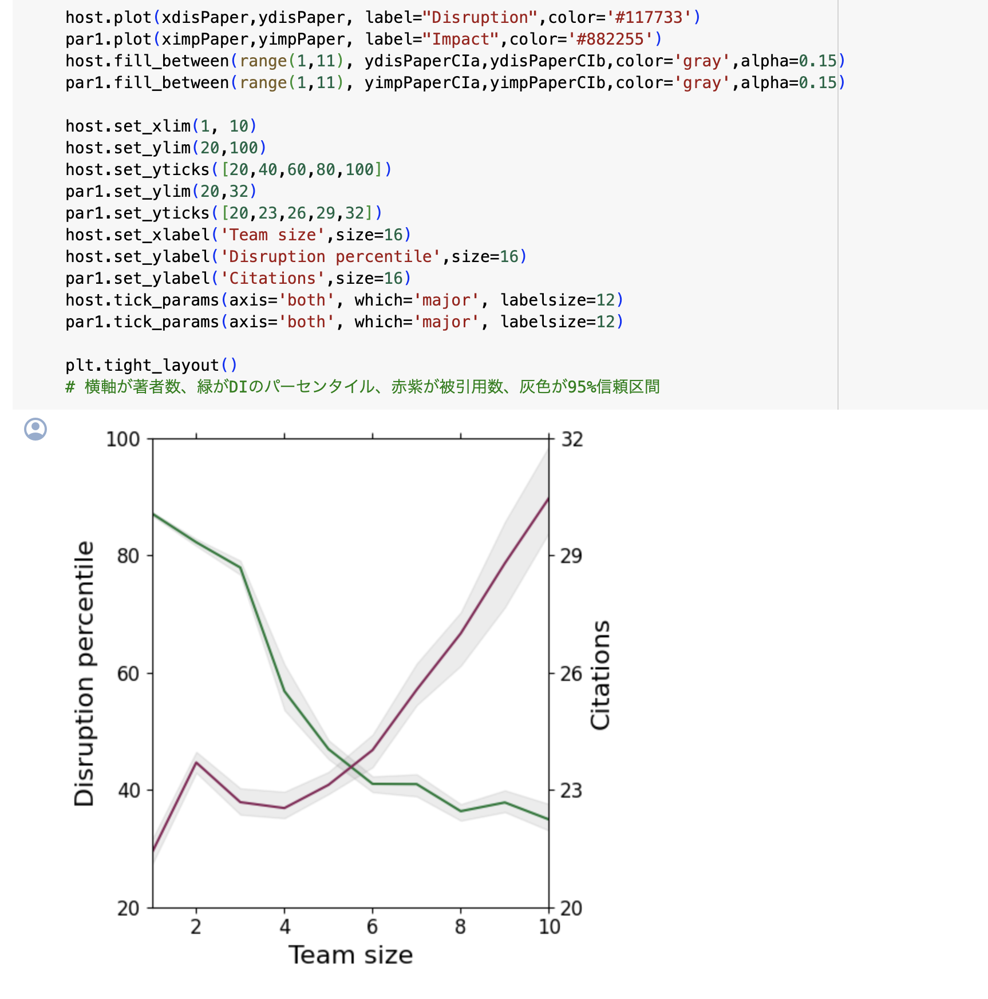 host.plot(xdisPaper,ydisPaper, label="Disruption",color='#117733')
par1.plot(ximpPaper,yimpPaper, label="Impact",color='#882255')
host.fill_between(range(1,11), ydisPaperCIa,ydisPaperCIb,color='gray',alpha=0.15)
par1.fill_between(range(1,11), yimpPaperCIa,yimpPaperCIb,color='gray',alpha=0.15)
host.set_xlim(1, 10)
host.set_ylim(20,100)
host.set_yticks([20,40,60,80,100])
par1.set_ylim(20,32)
par1.set_yticks([20,23,26,29,32])
host.set_xlabel('Team size',size=16)
host.set_ylabel('Disruption percentile',size=16)
par1.set_ylabel('Citations',size=16)
host.tick_params(axis='both', which='major', labelsize=12)
par1.tick_params(axis='both', which='major', labelsize=12)
plt.tight_layout()
# 横軸が著者数、緑がDIのパーセンタイル、赤紫が被引用数、灰色が95%信頼区間
100
80
60
40
20
Disruption percentile
32
29
26
23
20
Citations
2 4 6 8 10
Team size